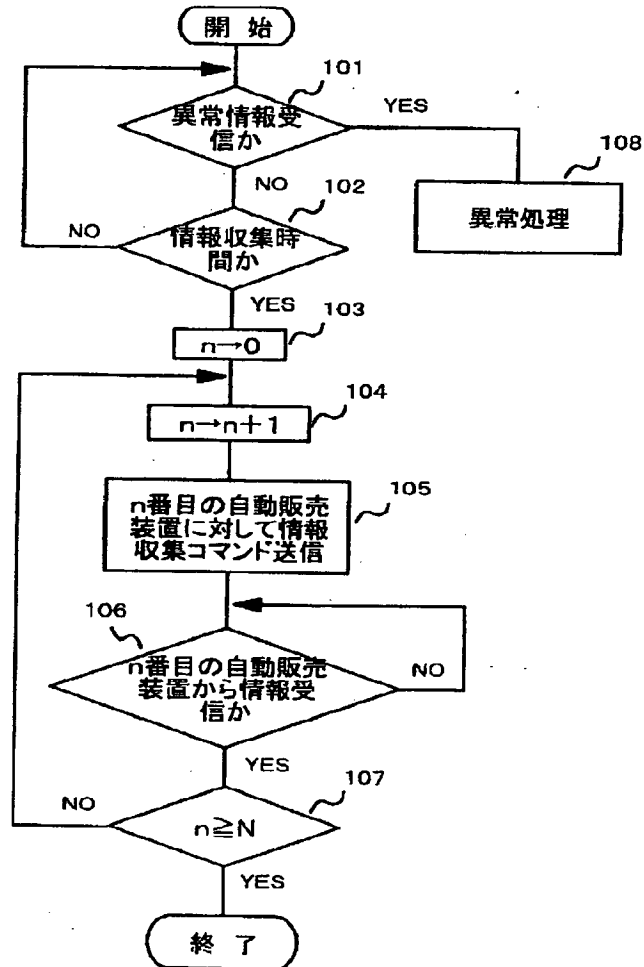 開 始
101
異常情報受
信か
YES
108
異常処理
NO
102
情報収集時
間か
NO
YES
103
n→0
104
n→n+1
105
n番目の自動販売
装置に対して情報
収集コマンド送信
106
n番目の自動販売
装置から情報受
信か
NO
YES
107
n≧N
NO
YES
終 了